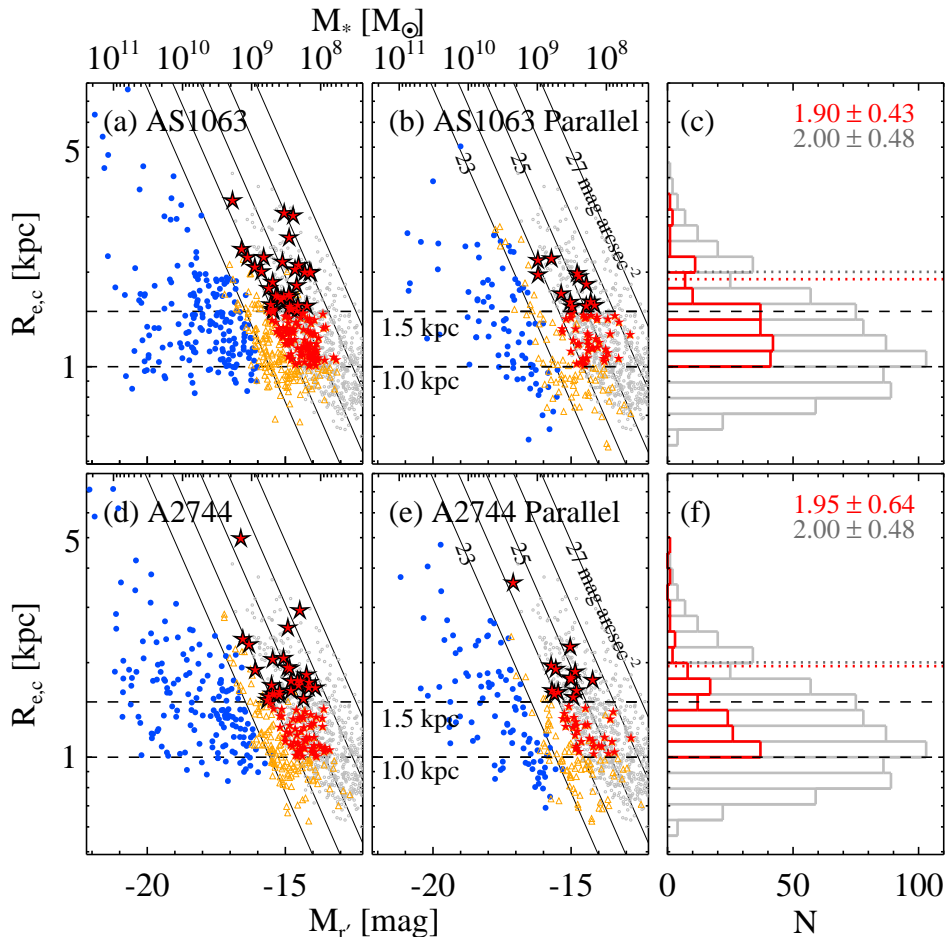 M* [M⊙]
10^11 10^10 10^9 10^8 10^11 10^10 10^9 10^8
(a) AS1063
(b) AS1063 Parallel
(c)
1.90 ± 0.43
2.00 ± 0.48
5
1
R_e,c [kpc]
23
25
27 mag arcsec^-2
1.5 kpc
1.0 kpc
(d) A2744
(e) A2744 Parallel
(f)
1.95 ± 0.64
2.00 ± 0.48
5
1
R_e,c [kpc]
23
25
27 mag arcsec^-2
1.5 kpc
1.0 kpc
-20 -15 -20 -15 0 50 100
M_r′ [mag]
N